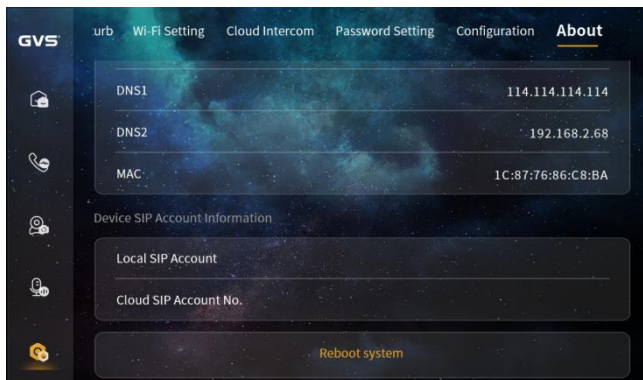 GVS
urb Wi-Fi Setting Cloud Intercom Password Setting Configuration About
DNS1 114.114.114.114
DNS2 192.168.2.68
MAC 1C:87:76:86:C8:BA
Device SIP Account Information
Local SIP Account
Cloud SIP Account No.
Reboot system